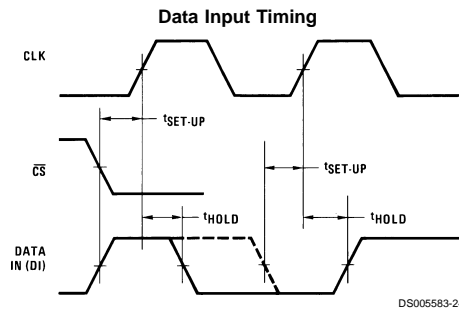 Data Input Timing
CLK
tSET-UP
CS
tSET-UP
tHOLD
tHOLD
DATA
IN (DI)
DS005583-2